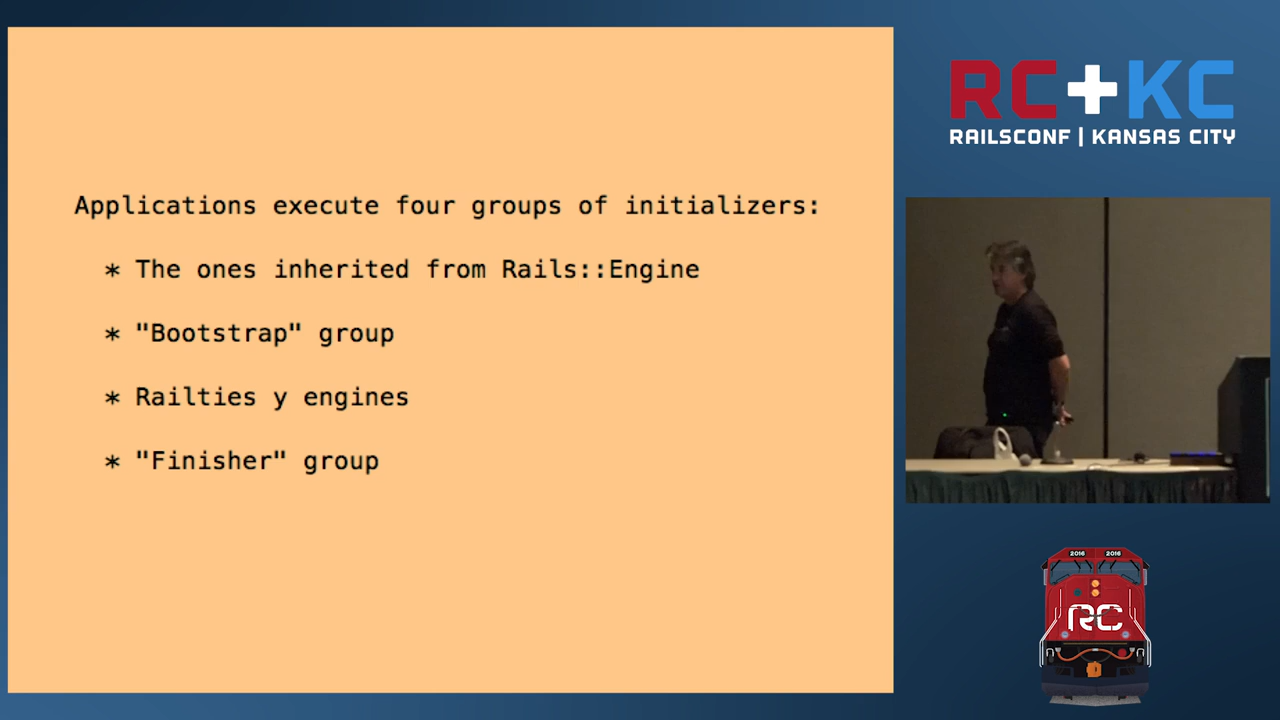 Applications execute four groups of initializers:
* The ones inherited from Rails::Engine
* "Bootstrap" group
* Railties y engines
* "Finisher" group
RC+KC
RAILSCONF | KANSAS CITY
2016 2016
RC